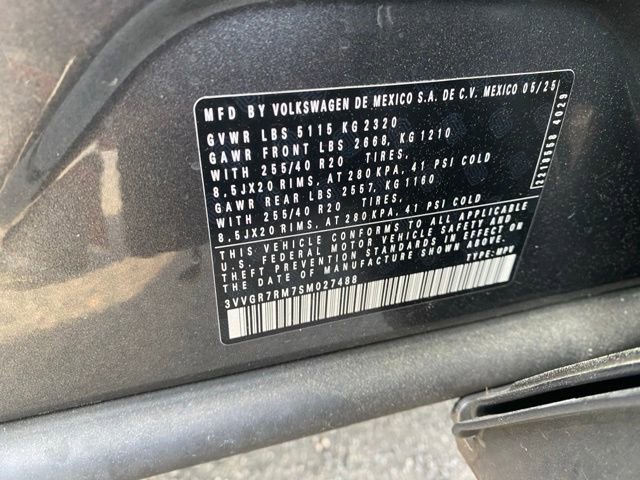 MFD BY VOLKSWAGEN DE MEXICO S.A. DE C.V. MEXICO 05/25
GVWR LBS 5115 KG 2320
GAWR FRONT LBS 2668, KG 1210
WITH 255/40 R20 TIRES,
8,5JX20 RIMS, AT 280 KPA, 41 PSI COLD
GAWR REAR LBS 2557, KG 1160
WITH 255/40 R20 TIRES,
8,5JX20 RIMS, AT 280 KPA, 41 PSI COLD
THIS VEHICLE CONFORMS TO ALL APPLICABLE
U.S. FEDERAL MOTOR VEHICLE SAFETY AND
THEFT PREVENTION STANDARDS IN EFFECT ON
THE DATE OF MANUFACTURE SHOWN ABOVE.
3VVGR7RM7SM027488 TYPE: MPV
4029